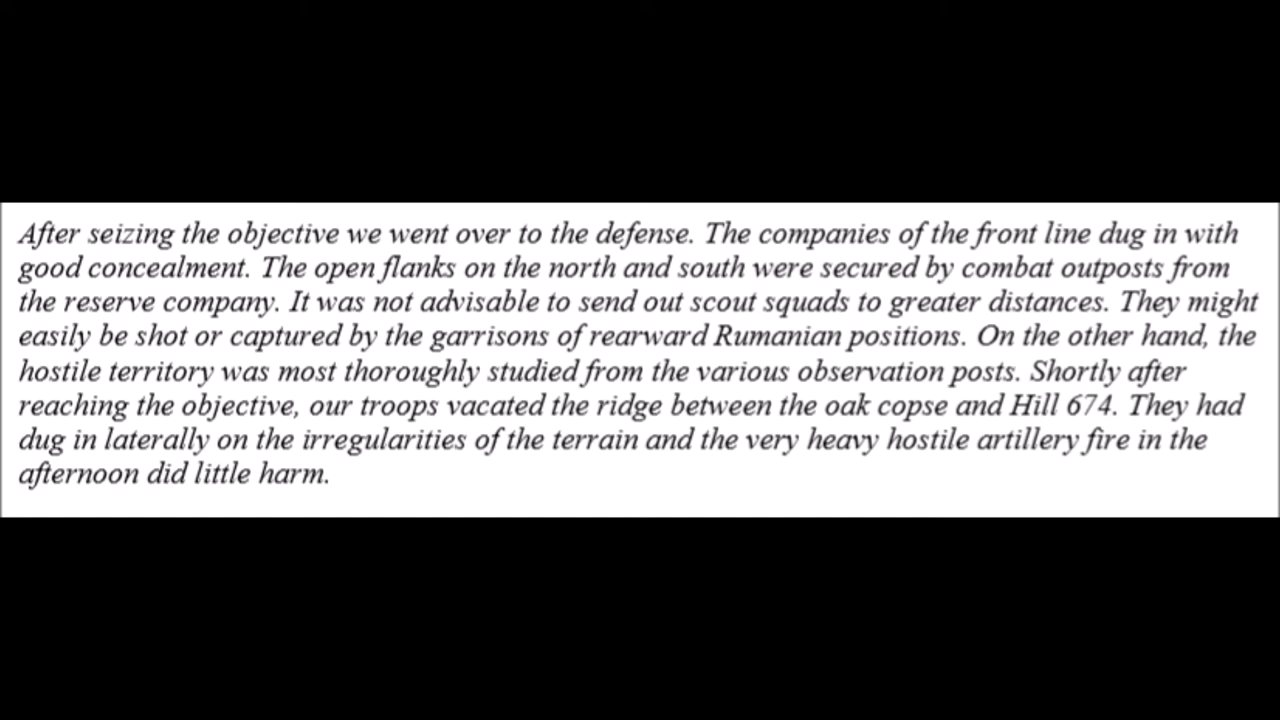 After seizing the objective we went over to the defense. The companies of the front line dug in with
good concealment. The open flanks on the north and south were secured by combat outposts from
the reserve company. It was not advisable to send out scout squads to greater distances. They might
easily be shot or captured by the garrisons of rearward Rumanian positions. On the other hand, the
hostile territory was most thoroughly studied from the various observation posts. Shortly after
reaching the objective, our troops vacated the ridge between the oak copse and Hill 674. They had
dug in laterally on the irregularities of the terrain and the very heavy hostile artillery fire in the
afternoon did little harm.